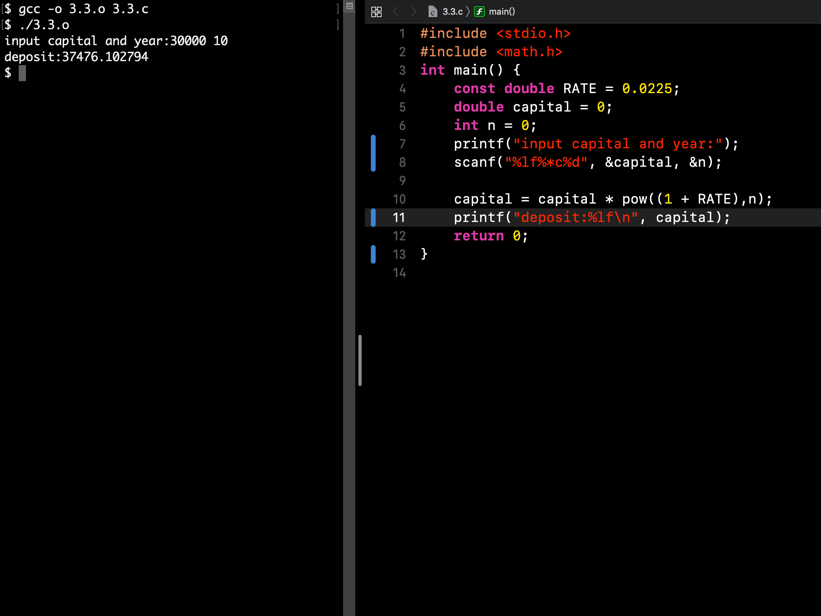 $ gcc -o 3.3.o 3.3.c
$ ./3.3.o
input capital and year:30000 10
deposit:37476.102794
$
3.3.c > main()
1 #include <stdio.h>
2 #include <math.h>
3 int main() {
4     const double RATE = 0.0225;
5     double capital = 0;
6     int n = 0;
7     printf("input capital and year:");
8     scanf("%lf%*c%d", &capital, &n);
9
10     capital = capital * pow((1 + RATE),n);
11     printf("deposit:%lf\n", capital);
12     return 0;
13 }
14